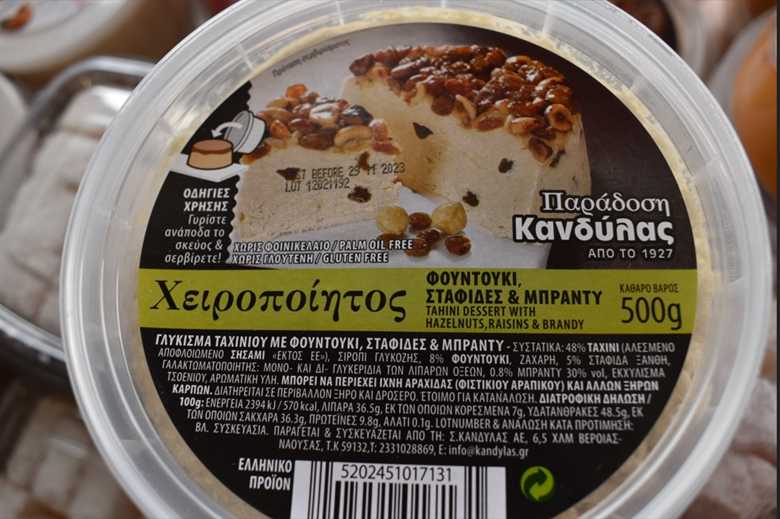 ST BEFORE 29 11 2023
LOT 12021192
ΟΔΗΓΙΕΣ
ΧΡΗΣΗΣ
Γυρίστε
ανάποδα το
σκεύος &
σερβίρετε!
ΧΩΡΙΣ ΦΟΙΝΙΚΕΛΑΙΟ / PALM OIL FREE
ΧΩΡΙΣ ΓΛΟΥΤΕΝΗ / GLUTEN FREE
Παράδοση
Κανδύλας
ΑΠΟ ΤΟ 1927
Χειροποίητος
ΦΟΥΝΤΟΥΚΙ,
ΣΤΑΦΙΔΕΣ & ΜΠΡΑΝΤΥ
TAHINI DESSERT WITH
HAZELNUTS,RAISINS & BRANDY
ΚΑΘΑΡΟ ΒΑΡΟΣ
500g
ΓΛΥΚΙΣΜΑ ΤΑΧΙΝΙΟΥ ΜΕ ΦΟΥΝΤΟΥΚΙ, ΣΤΑΦΙΔΕΣ & ΜΠΡΑΝΤΥ - ΣΥΣΤΑΤΙΚΑ: 48% ΤΑΧΙΝΙ (ΑΛΕΣΜΕΝΟ
ΑΠΟΦΛΟΙΩΜΕΝΟ ΣΗΣΑΜΙ «ΕΚΤΟΣ ΕΕ»), ΣΙΡΟΠΙ ΓΛΥΚΟΖΗΣ, 8% ΦΟΥΝΤΟΥΚΙ, ΖΑΧΑΡΗ, 5% ΣΤΑΦΙΔΑ ΞΑΝΘΗ,
ΓΑΛΑΚΤΩΜΑΤΟΠΟΙΗΤΗΣ: ΜΟΝΟ- ΚΑΙ ΔΙ- ΓΛΥΚΕΡΙΔΙΑ ΤΩΝ ΛΙΠΑΡΩΝ ΟΞΕΩΝ, 0.8% ΜΠΡΑΝΤΥ 30% vol, ΕΚΧΥΛΙΣΜΑ
ΤΣΟΕΝΙΟΥ, ΑΡΩΜΑΤΙΚΗ ΥΛΗ. ΜΠΟΡΕΙ ΝΑ ΠΕΡΙΕΧΕΙ ΙΧΝΗ ΑΡΑΧΙΔΑΣ (ΦΙΣΤΙΚΙΟΥ ΑΡΑΠΙΚΟΥ) ΚΑΙ ΑΛΛΩΝ ΞΗΡΩΝ
ΚΑΡΠΩΝ. ΔΙΑΤΗΡΕΙΤΑΙ ΣΕ ΠΕΡΙΒΑΛΛΟΝ ΞΗΡΟ ΚΑΙ ΔΡΟΣΕΡΟ. ΕΤΟΙΜΟ ΓΙΑ ΚΑΤΑΝΑΛΩΣΗ. ΔΙΑΤΡΟΦΙΚΗ ΔΗΛΩΣΗ /
100g: ΕΝΕΡΓΕΙΑ 2394 kJ / 570 kcal, ΛΙΠΑΡΑ 36.5g, ΕΚ ΤΩΝ ΟΠΟΙΩΝ ΚΟΡΕΣΜΕΝΑ 7g, ΥΔΑΤΑΝΘΡΑΚΕΣ 48.5g, ΕΚ
ΤΩΝ ΟΠΟΙΩΝ ΣΑΚΧΑΡΑ 36.3g, ΠΡΩΤΕΪΝΕΣ 9.8g, ΑΛΑΤΙ 0.1g. LOTNUMBER & ΑΝΑΛΩΣΗ ΚΑΤΑ ΠΡΟΤΙΜΗΣΗ:
ΒΛ. ΣΥΣΚΕΥΑΣΙΑ. ΠΑΡΑΓΕΤΑΙ & ΣΥΣΚΕΥΑΖΕΤΑΙ ΑΠΟ ΤΗ: Σ.ΚΑΝΔΥΛΑΣ ΑΕ, 6,5 ΧΛΜ ΒΕΡΟΙΑΣ-
ΝΑΟΥΣΑΣ, Τ.Κ 59132,Τ: 2331028869, Ε: info@kandylas.gr
ΕΛΛΗΝΙΚΟ
ΠΡΟΪΟΝ
5202451017131